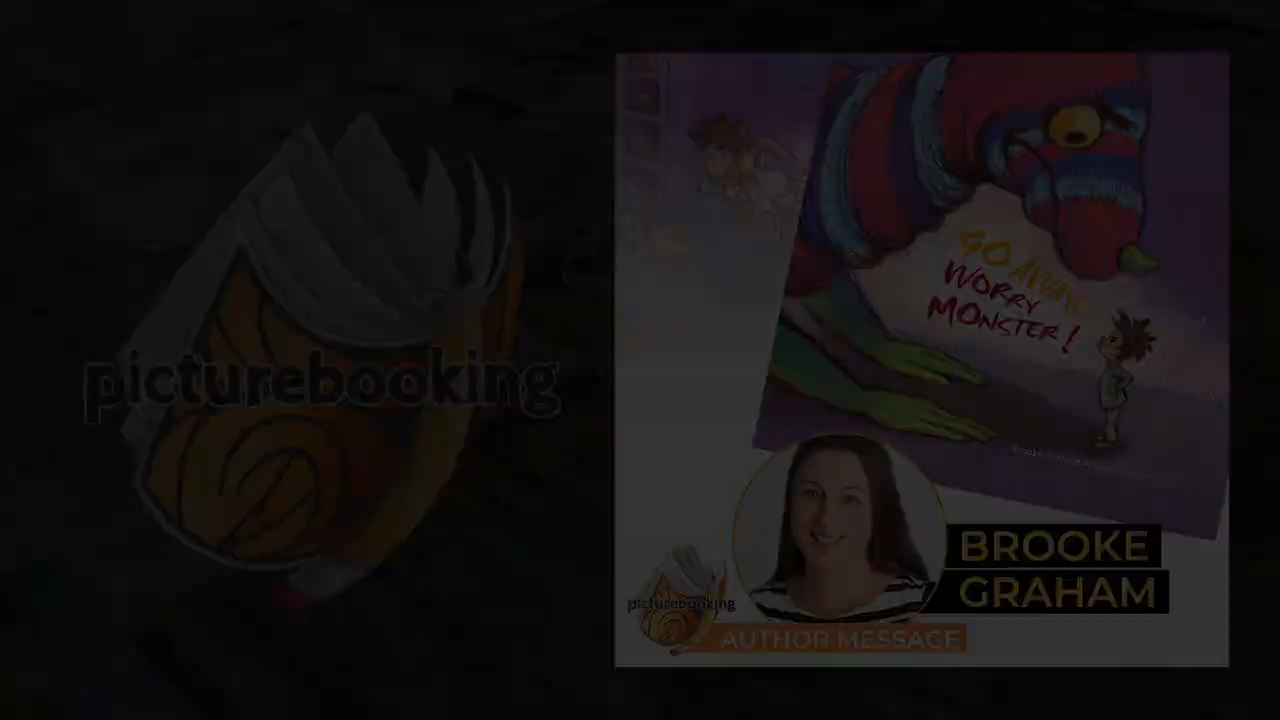 picturebooking
GO AWAY
WORRY
MONSTER!
BROOKE
GRAHAM
picturebooking
AUTHOR MESSAGE